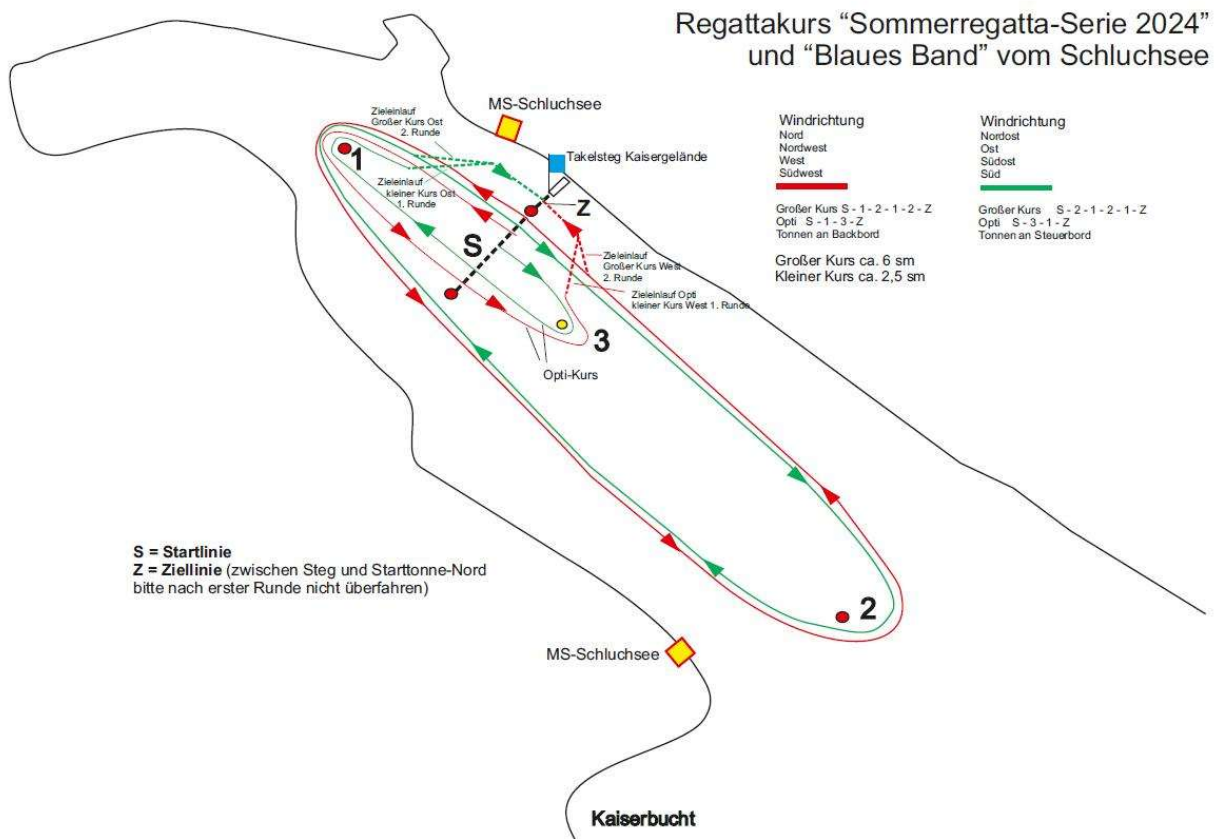 Regattakurs “Sommerregatta-Serie 2024”
und “Blaues Band” vom Schluchsee
MS-Schluchsee
Zieleinlauf
Großer Kurs Ost
2. Runde
Takelsteg Kaisergelände
1
Zieleinlauf
kleiner Kurs Ost
1. Runde
Z
S
Zieleinlauf
Großer Kurs West
2. Runde
Zieleinlauf Opti
kleiner Kurs West 1. Runde
3
Opti-Kurs
Windrichtung
Nord
Nordwest
West
Südwest
Großer Kurs S - 1 - 2 - 1 - 2 - Z
Opti S - 1 - 3 - Z
Tonnen an Backbord
Großer Kurs ca. 6 sm
Kleiner Kurs ca. 2,5 sm
Windrichtung
Nordost
Ost
Südost
Süd
Großer Kurs S - 2 - 1 - 2 - 1 - Z
Opti S - 3 - 1 - Z
Tonnen an Steuerbord
S = Startlinie
Z = Ziellinie (zwischen Steg und Starttonne-Nord
bitte nach erster Runde nicht überfahren)
2
MS-Schluchsee
Kaiserbucht